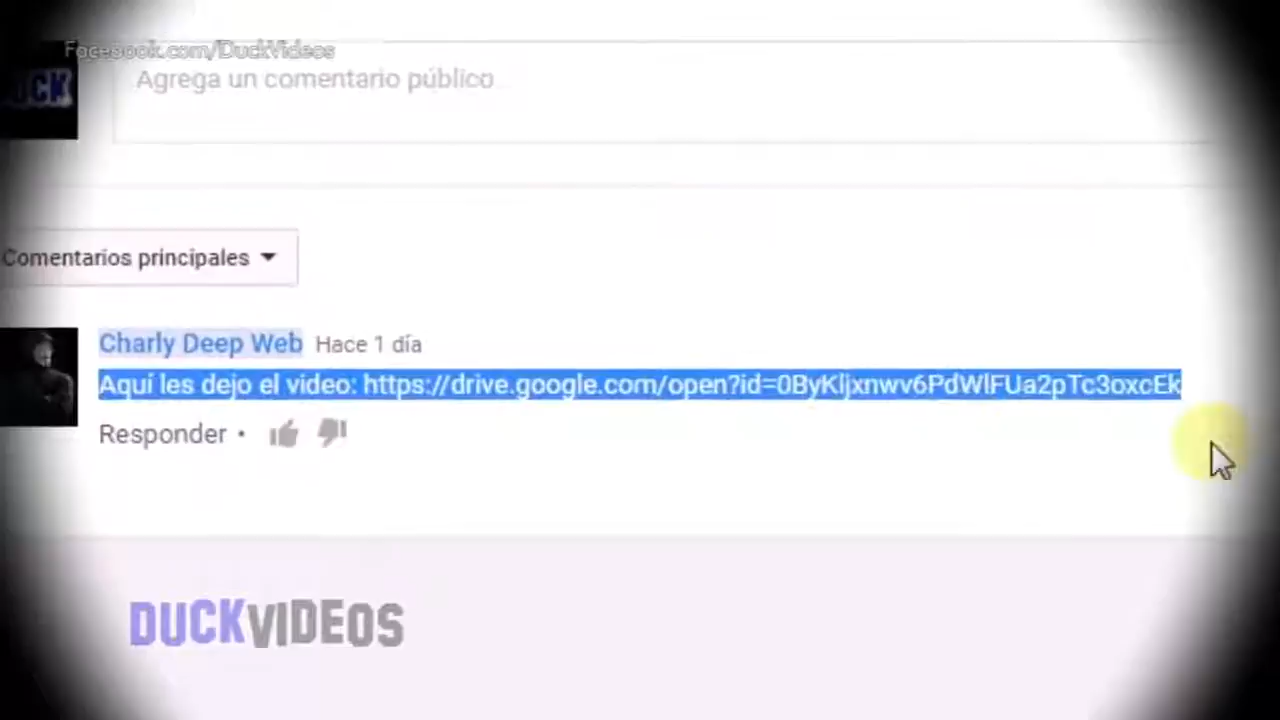 Facebook.com/DuckVideos
DUCK
Agrega un comentario público
Comentarios principales
Charly Deep Web Hace 1 día
Aquí les dejo el video: https://drive.google.com/open?id=0ByKljxnwv6PdWlFUa2pTc3oxcEk
Responder •
DUCKVIDEOS